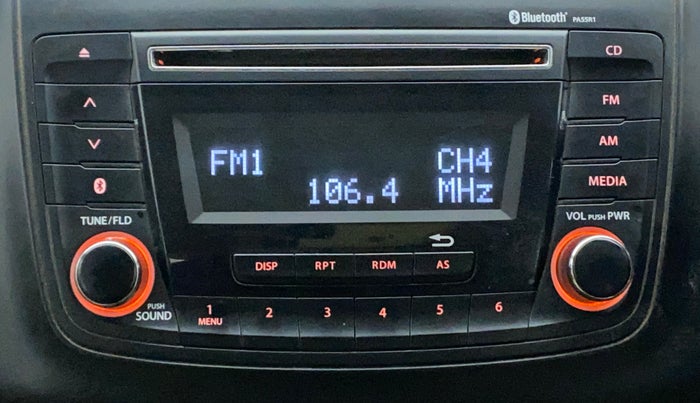 Bluetooth PA5SR1
CD
FM
AM
MEDIA
FM1 CH4
106.4 MHz
TUNE/FLD
VOL PUSH PWR
DISP RPT RDM AS
PUSH
SOUND
1 2 3 4 5 6
MENU